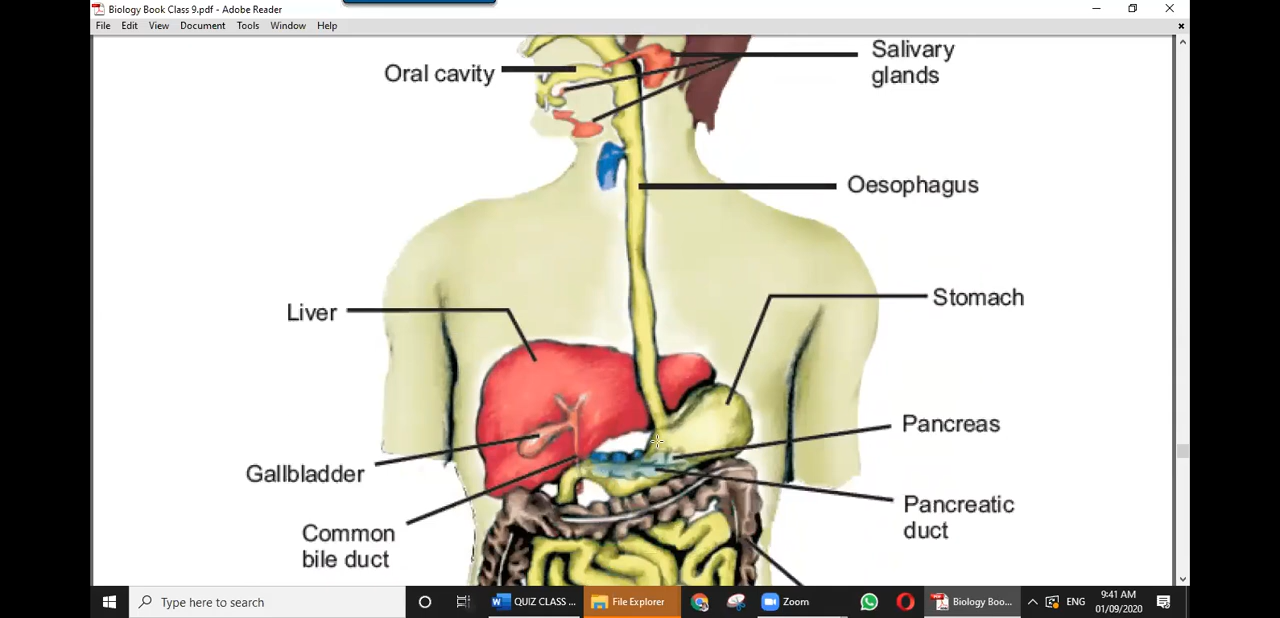 Biology Book Class 9.pdf - Adobe Reader
File Edit View Document Tools Window Help
Oral cavity
Salivary
glands
Oesophagus
Liver
Stomach
Pancreas
Gallbladder
Pancreatic
duct
Common
bile duct
Type here to search
QUIZ CLASS ...
File Explorer
Zoom
Biology Boo...
ENG
9:41 AM
01/09/2020